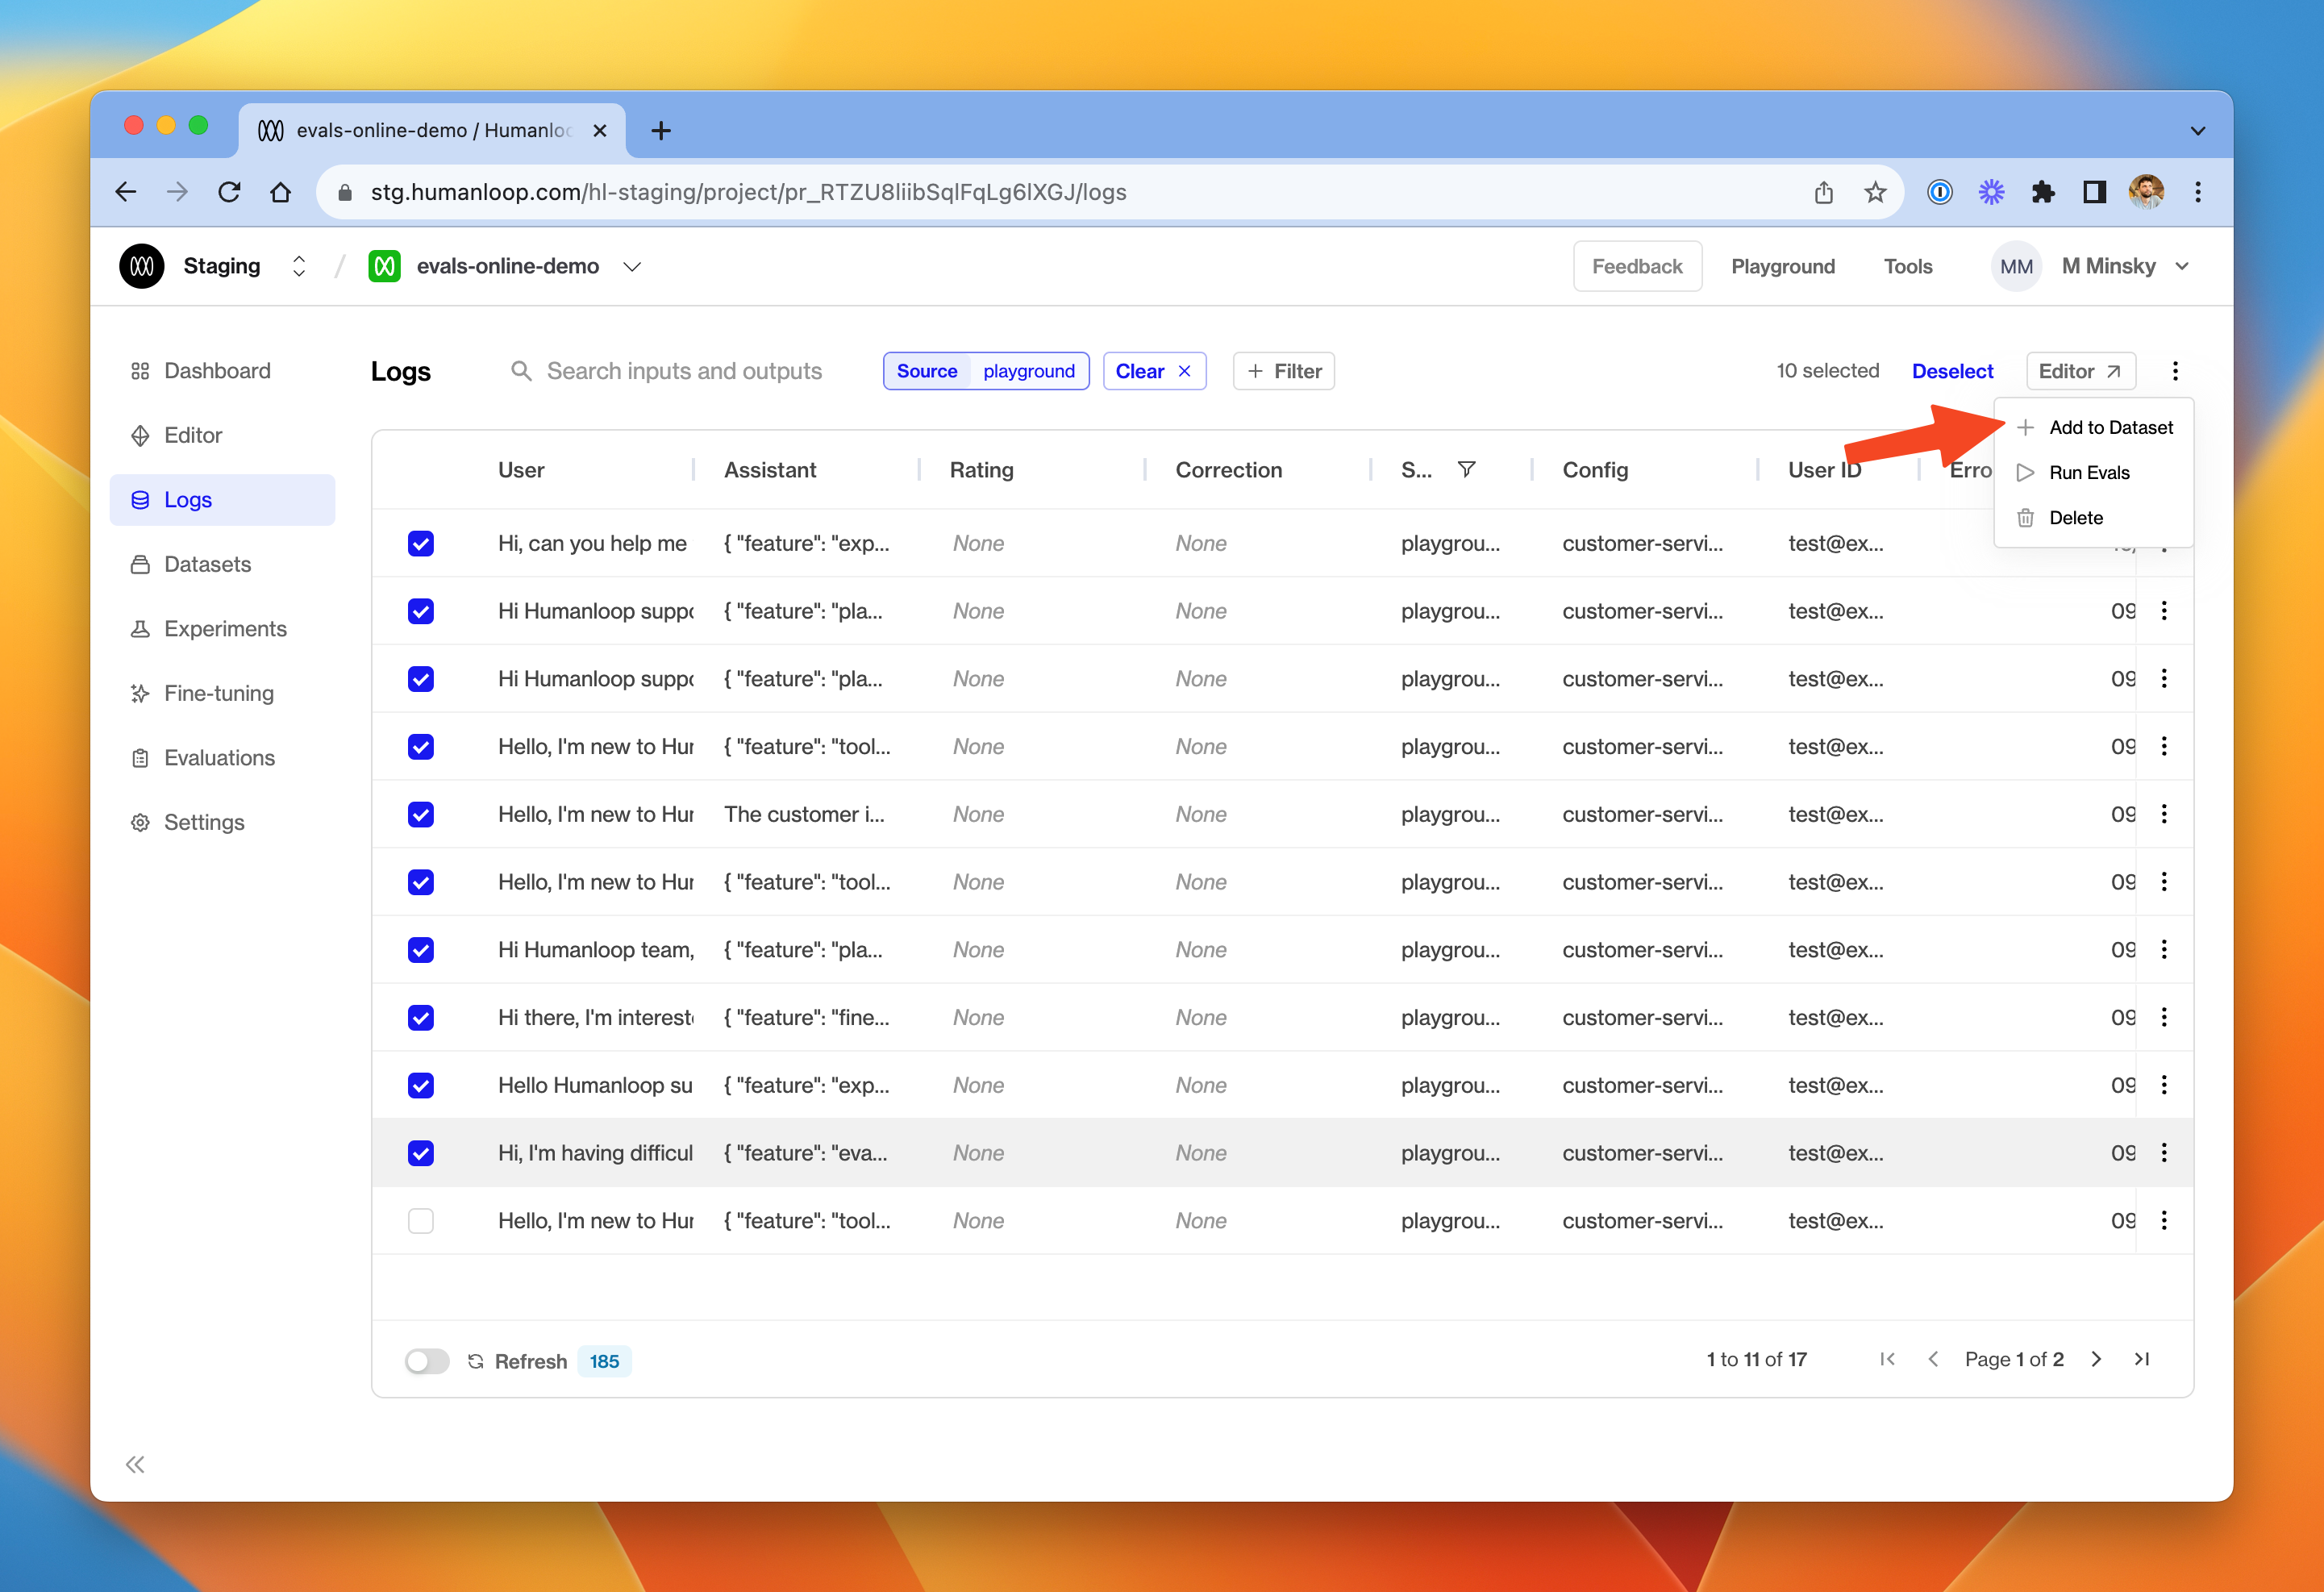 evals-online-demo / Humanloo
stg.humanloop.com/hl-staging/project/pr_RTZU8liibSqlFqLg6lXGJ/logs
Staging / evals-online-demo
Feedback Playground Tools MM M Minsky
Dashboard
Editor
Logs
Datasets
Experiments
Fine-tuning
Evaluations
Settings
Logs Search inputs and outputs Source playground Clear + Filter 10 selected Deselect Editor
Add to Dataset
Run Evals
Delete
User Assistant Rating Correction S... Config User ID Erro
Hi, can you help me { "feature": "exp... None None playgrou... customer-servi... test@ex...
Hi Humanloop suppo { "feature": "pla... None None playgrou... customer-servi... test@ex... 09
Hi Humanloop suppo { "feature": "pla... None None playgrou... customer-servi... test@ex... 09
Hello, I'm new to Hur { "feature": "tool... None None playgrou... customer-servi... test@ex... 09
Hello, I'm new to Hur The customer i... None None playgrou... customer-servi... test@ex... 09
Hello, I'm new to Hur { "feature": "tool... None None playgrou... customer-servi... test@ex... 09
Hi Humanloop team, { "feature": "pla... None None playgrou... customer-servi... test@ex... 09
Hi there, I'm intereste { "feature": "fine... None None playgrou... customer-servi... test@ex... 09
Hello Humanloop su { "feature": "exp... None None playgrou... customer-servi... test@ex... 09
Hi, I'm having difficul { "feature": "eva... None None playgrou... customer-servi... test@ex... 09
Hello, I'm new to Hur { "feature": "tool... None None playgrou... customer-servi... test@ex... 09
Refresh 185 1 to 11 of 17 Page 1 of 2